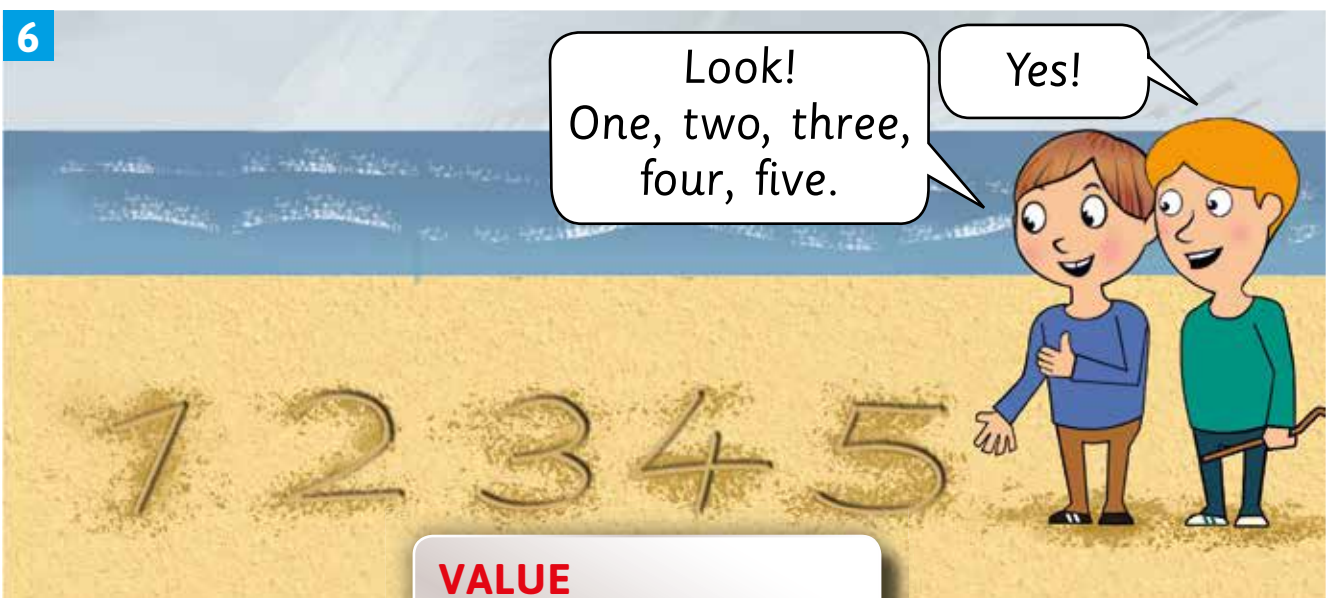 6
Look!
One, two, three,
four, five.
Yes!
1 2 3 4 5
VALUE